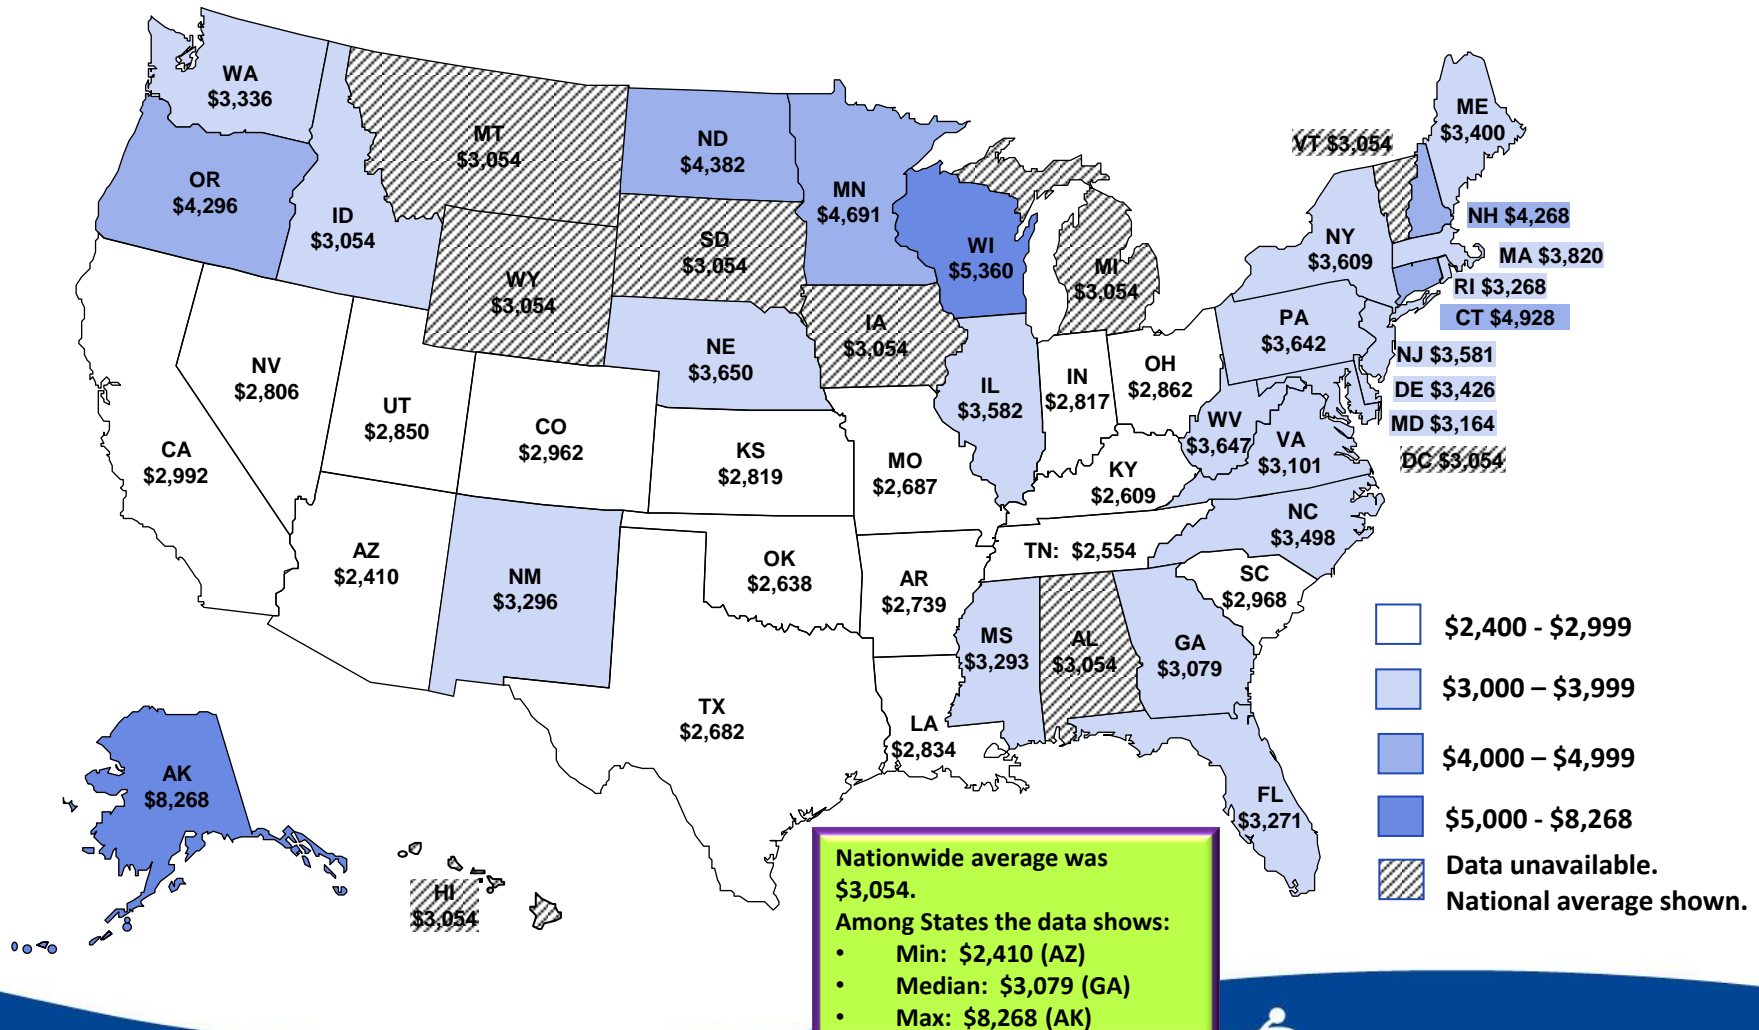 WA
$3,336
OR
$4,296
ID
$3,054
MT
$3,054
ND
$4,382
MN
$4,691
WI
$5,360
SD
$3,054
WY
$3,054
IA
$3,054
NE
$3,650
MI
$3,054
VT $3,054
ME
$3,400
NH $4,268
NY
$3,609
MA $3,820
RI $3,268
CT $4,928
PA
$3,642
NJ $3,581
DE $3,426
MD $3,164
DC $3,054
NV
$2,806
UT
$2,850
CA
$2,992
CO
$2,962
KS
$2,819
MO
$2,687
IL
$3,582
IN
$2,817
OH
$2,862
WV
$3,647
VA
$3,101
KY
$2,609
NC
$3,498
AZ
$2,410
NM
$3,296
OK
$2,638
AR
$2,739
TN: $2,554
SC
$2,968
MS
$3,293
AL
$3,054
GA
$3,079
TX
$2,682
LA
$2,834
FL
$3,271
AK
$8,268
HI
$3,054
$2,400 - $2,999
$3,000 – $3,999
$4,000 – $4,999
$5,000 - $8,268
Data unavailable.
National average shown.
Nationwide average was
$3,054.
Among States the data shows:
• Min: $2,410 (AZ)
• Median: $3,079 (GA)
• Max: $8,268 (AK)